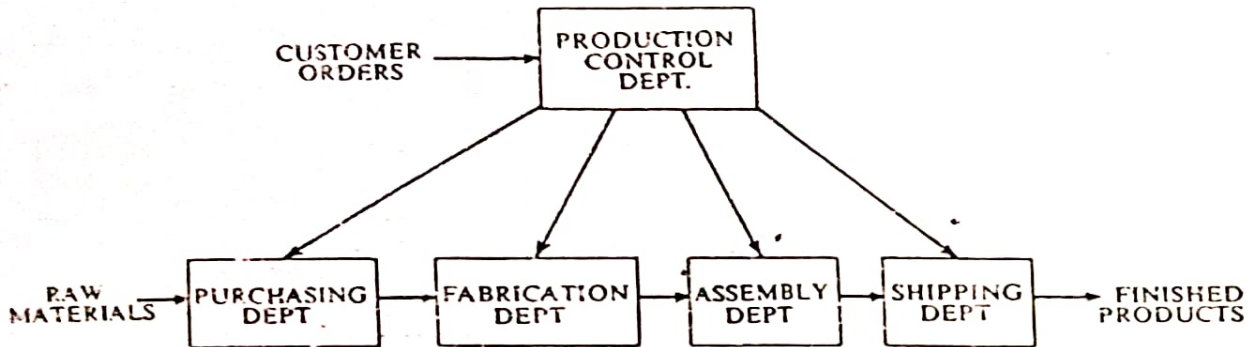 CUSTOMER
ORDERS
PRODUCTION
CONTROL
DEPT.
RAW
MATERIALS
PURCHASING
DEPT
FABRICATION
DEPT
ASSEMBLY
DEPT
SHIPPING
DEPT
FINISHED
PRODUCTS